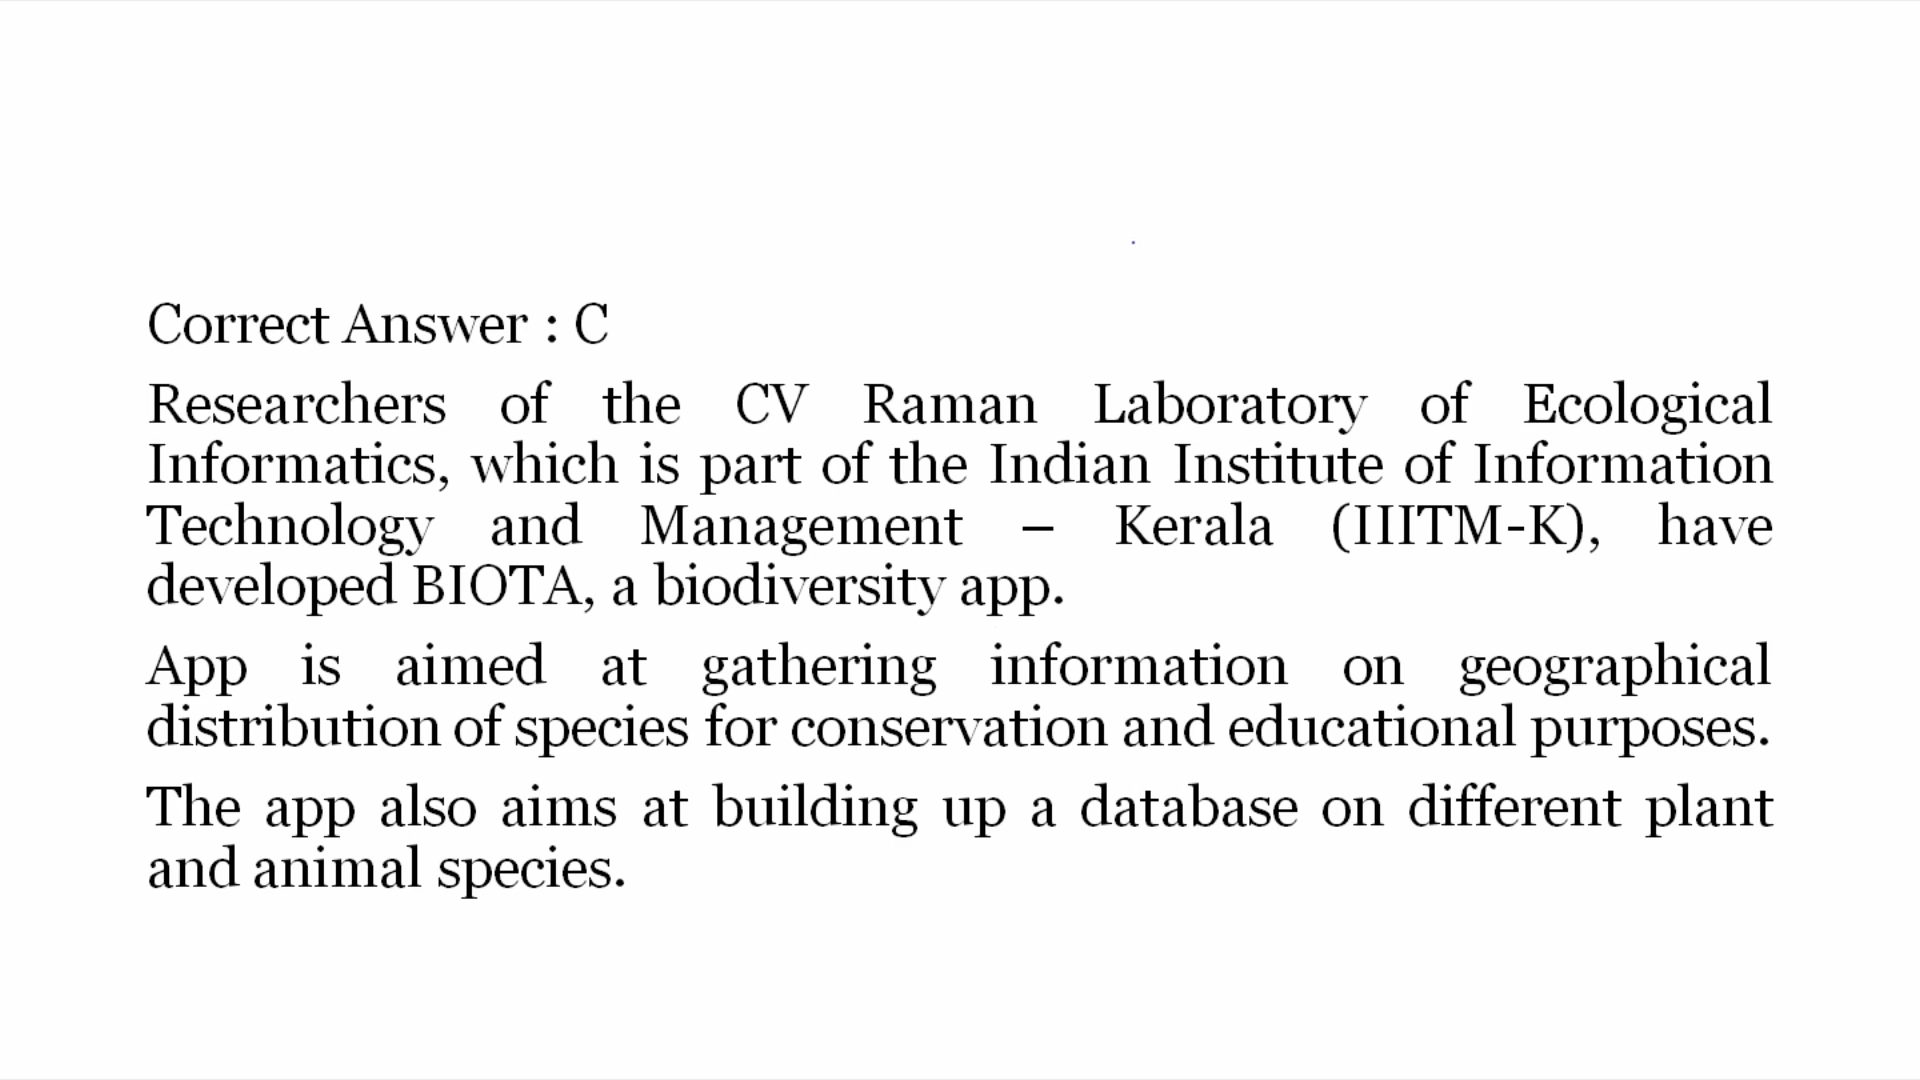 Correct Answer : C
Researchers of the CV Raman Laboratory of Ecological
Informatics, which is part of the Indian Institute of Information
Technology and Management – Kerala (IIITM-K), have
developed BIOTA, a biodiversity app.
App is aimed at gathering information on geographical
distribution of species for conservation and educational purposes.
The app also aims at building up a database on different plant
and animal species.